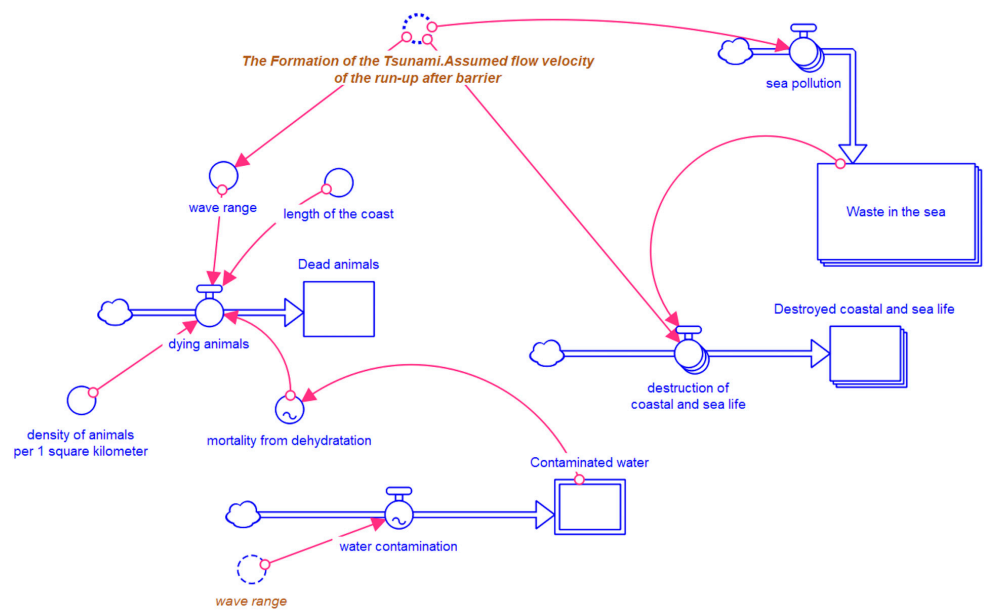 The Formation of the Tsunami.Assumed flow velocity
of the run-up after barrier
sea pollution
wave range
length of the coast
Waste in the sea
Dead animals
Destroyed coastal and sea life
dying animals
destruction of
coastal and sea life
density of animals
per 1 square kilometer
mortality from dehydratation
Contaminated water
water contamination
wave range